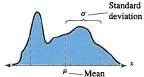 Standard
deviation
σ
x
μ
Mean